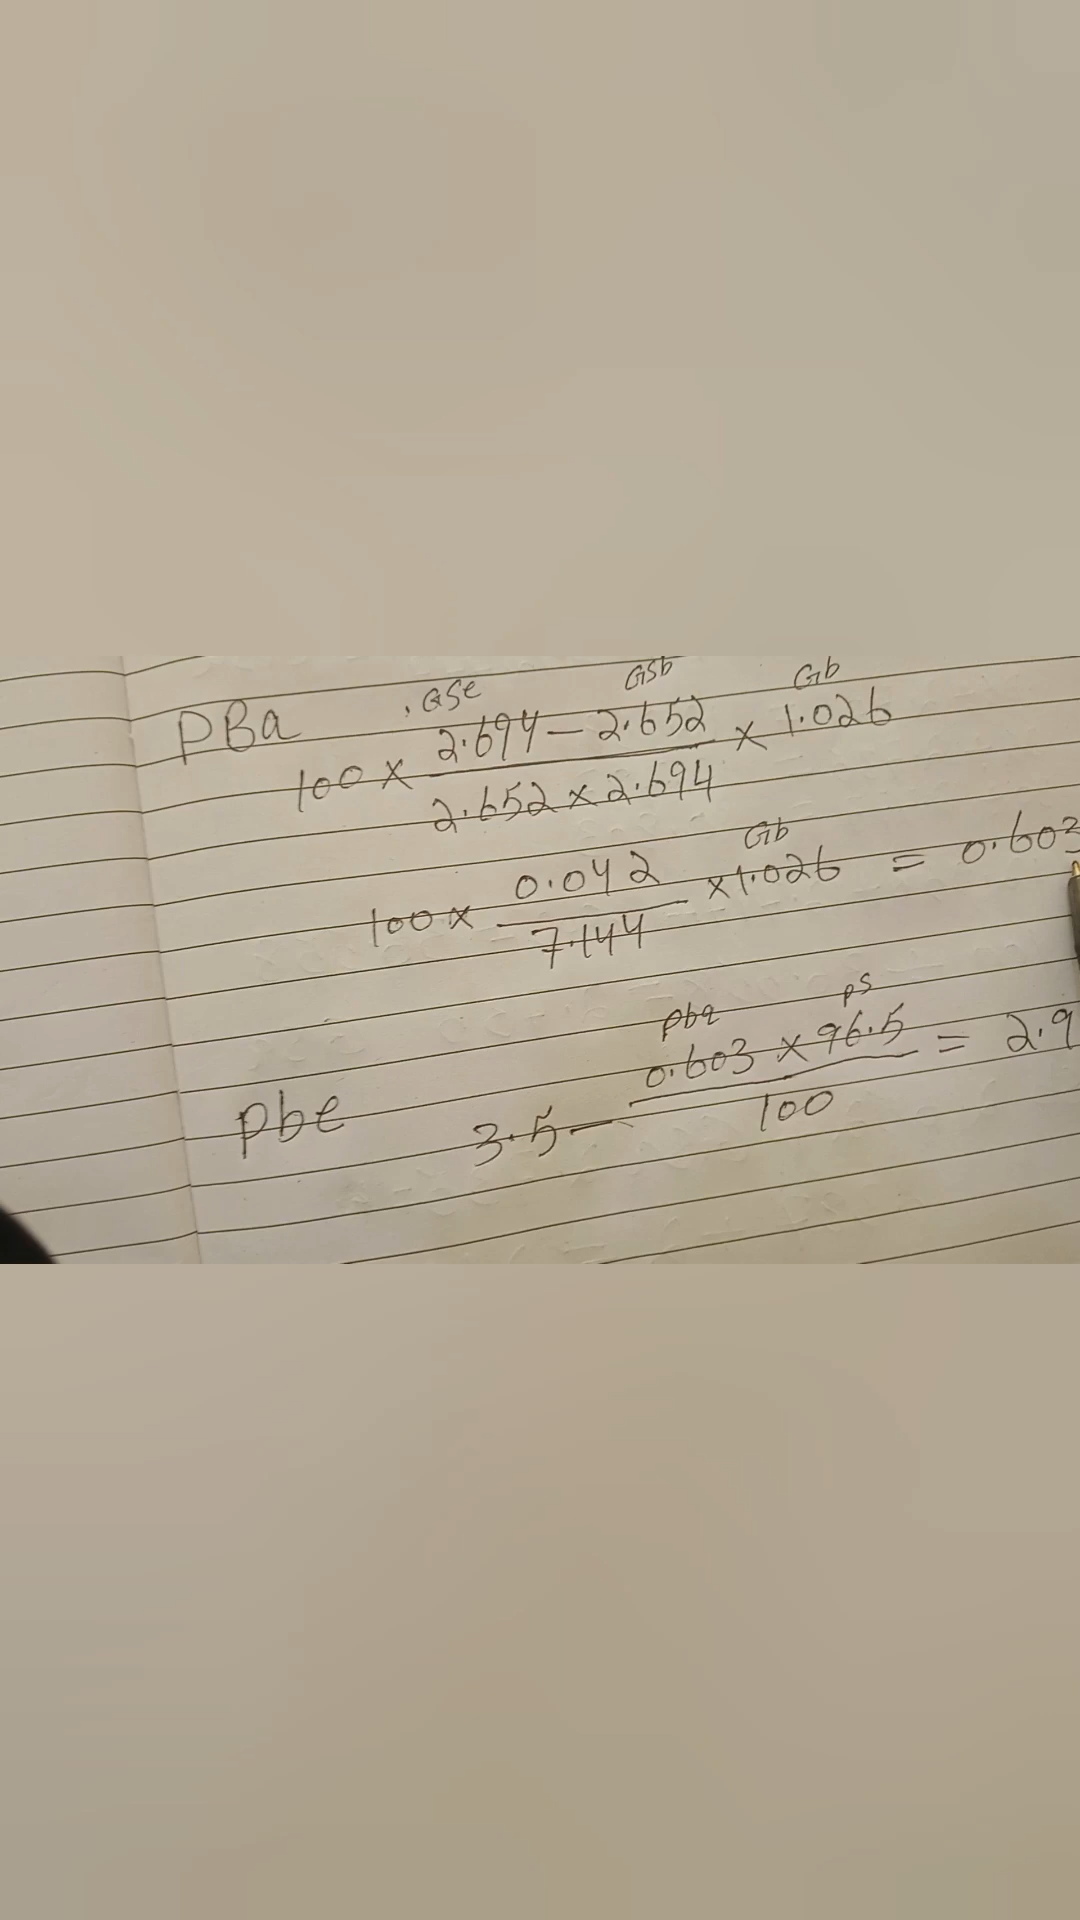 PBa
GSe GSb Gb
100 × 2.694 – 2.652 × 1.026
2.652 × 2.694
Gb
100 × 0.042 × 1.026 = 0.603
7.144
pba ps
Pbe 3.5 – 0.603 × 96.5 = 2.9
100